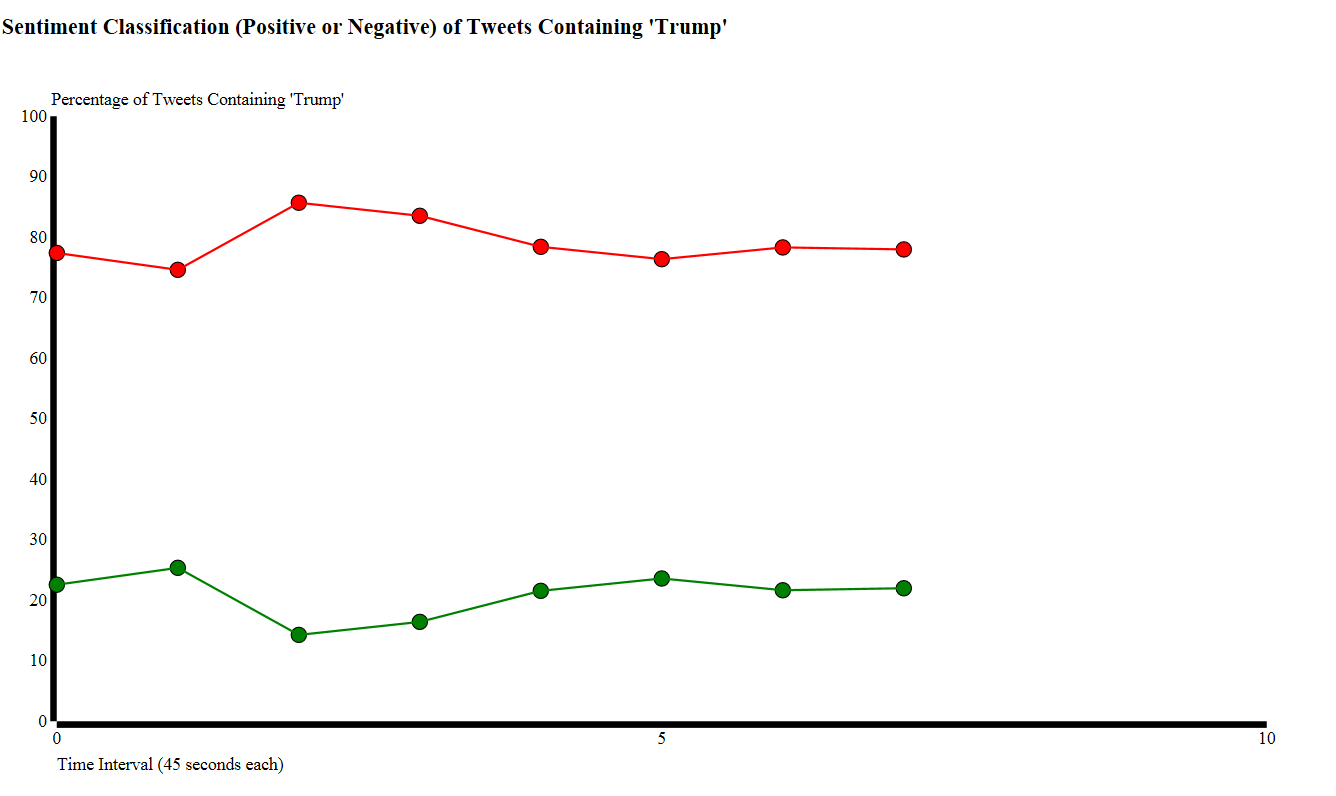 Sentiment Classification (Positive or Negative) of Tweets Containing 'Trump'
Percentage of Tweets Containing 'Trump'
100
90
80
70
60
50
40
30
20
10
0
0 5 10
Time Interval (45 seconds each)